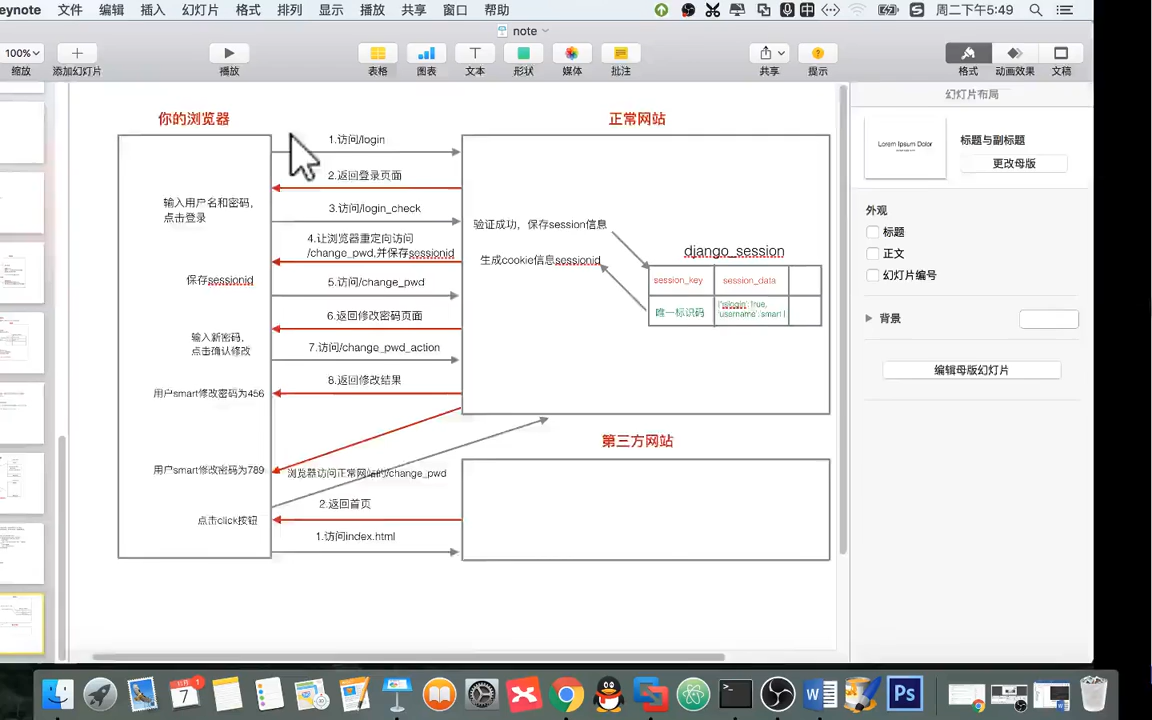 eynote 文件 编辑 插入 幻灯片 格式 排列 显示 播放 共享 窗口 帮助 周二下午5:49
note
100%
缩放 添加幻灯片 播放 表格 图表 文本 形状 媒体 批注 共享 提示 格式 动画效果 文稿
幻灯片布局
你的浏览器 正常网站
1.访问/login
2.返回登录页面
输入用户名和密码,
点击登录
3.访问/login_check
验证成功，保存session信息
4.让浏览器重定向访问
/change_pwd,并保存sessionid
生成cookie信息sessionid
django_session
session_key session_data
唯一标识码
'username':smart }
保存sessionid
5.访问/change_pwd
6.返回修改密码页面
输入新密码,
点击确认修改
7.访问/change_pwd_action
8.返回修改结果
用户smart修改密码为456
第三方网站
用户smart修改密码为789
浏览器访问正常网站的/change_pwd
2.返回首页
点击click按钮
1.访问index.html
Lorem Ipsum Dolor
标题与副标题
更改母版
外观
标题
正文
幻灯片编号
背景
编辑母版幻灯片
7
Ps